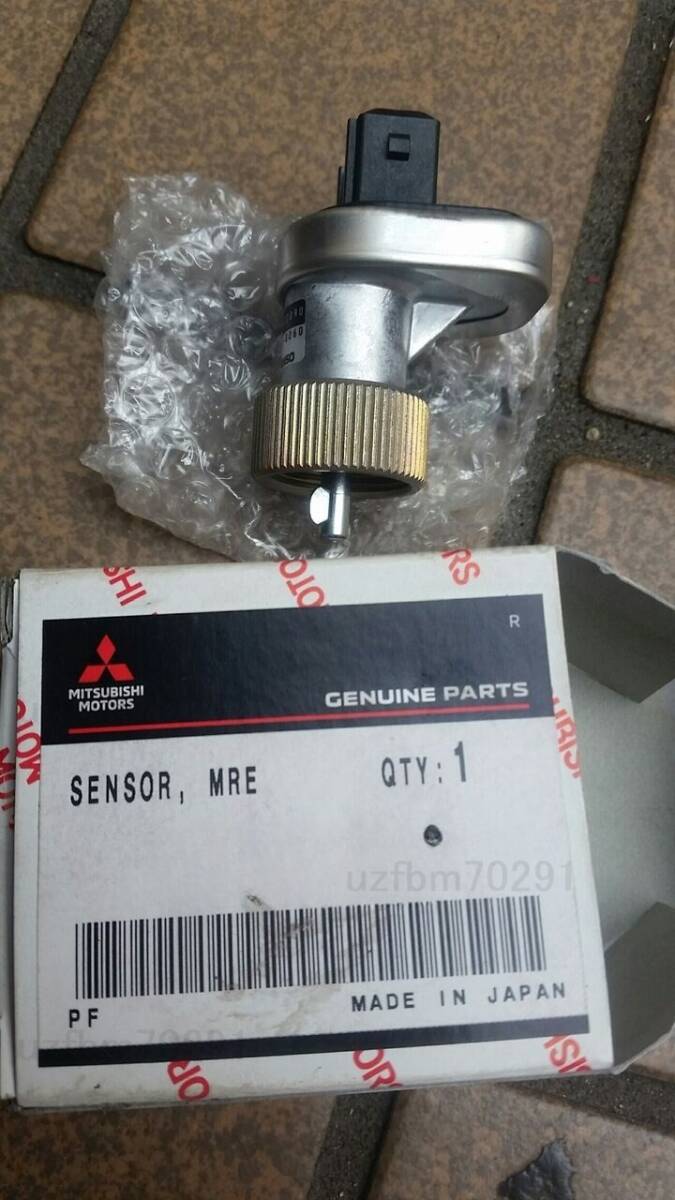 R
MITSUBISHI
MOTORS
GENUINE PARTS
SENSOR, MRE
QTY: 1
uzfbm70291
PF
MADE IN JAPAN